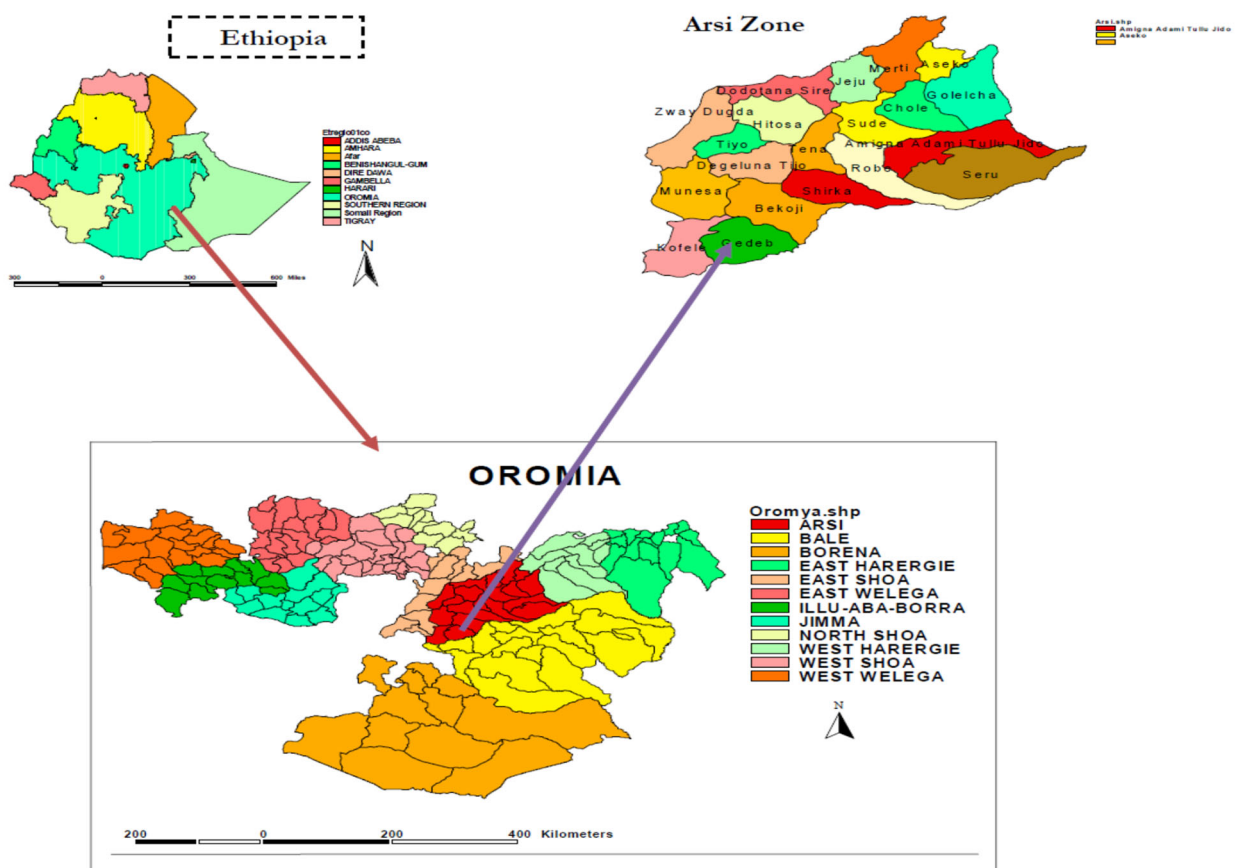 Ethiopia
Etregio01co
ADDIS ABEBA
AMHARA
Afar
BENISHANGUL-GUM
DIRE DAWA
GAMBELLA
HARARI
OROMIA
SOUTHERN REGION
Somali Region
TIGRAY
N
300 0 300 600 Miles
Arsi Zone
Arsi.shp
Amigna Adami Tullu Jido
Aseko
Merti
Aseko
Jeju
Dodotana Sire
Golelcha
Zway Dugda
Chole
Hitosa
Sude
Tiyo
Tena
Amigna Adami Tullu Jido
Degeluna Tijo
Robe
Seru
Munesa
Shirka
Bekoji
Kofele
Gedeb
OROMIA
Oromya.shp
ARSI
BALE
BORENA
EAST HARERGIE
EAST SHOA
EAST WELEGA
ILLU-ABA-BORRA
JIMMA
NORTH SHOA
WEST HARERGIE
WEST SHOA
WEST WELEGA
N
200 0 200 400 Kilometers